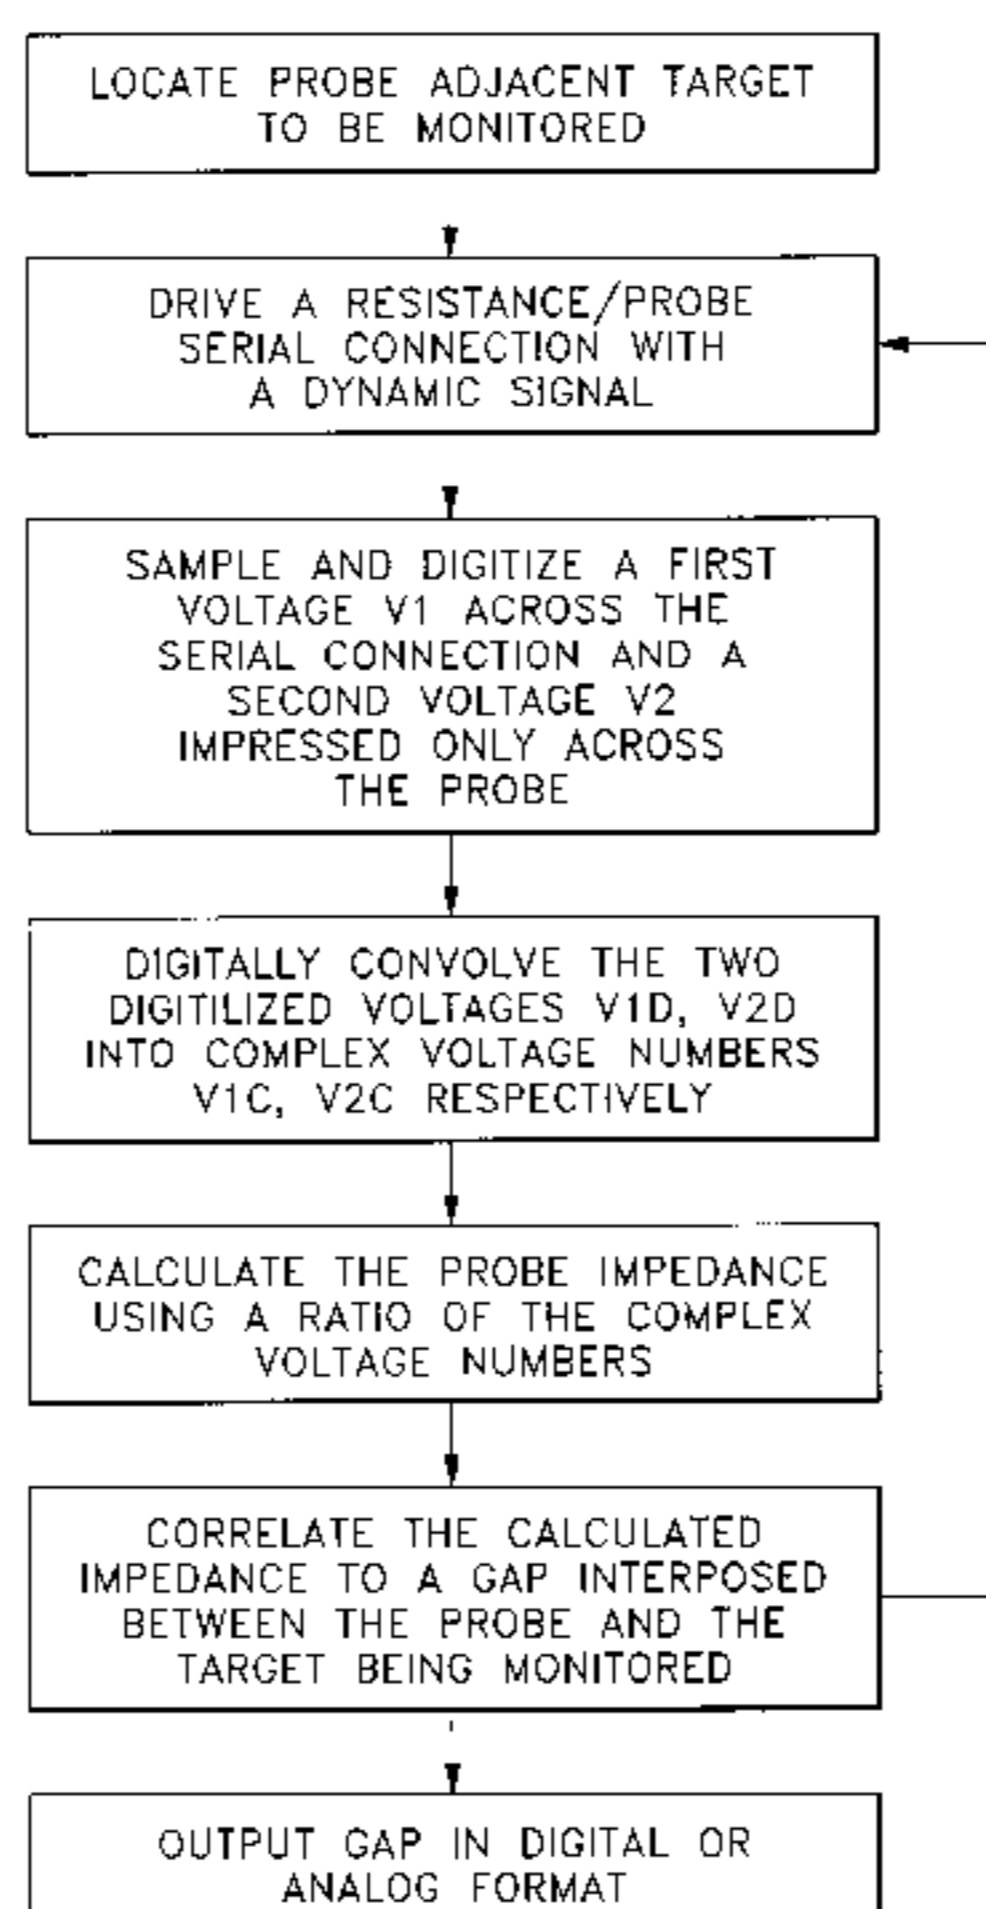 LOCATE PROBE ADJACENT TARGET
TO BE MONITORED
DRIVE A RESISTANCE/PROBE
SERIAL CONNECTION WITH
A DYNAMIC SIGNAL
SAMPLE AND DIGITIZE A FIRST
VOLTAGE V1 ACROSS THE
SERIAL CONNECTION AND A
SECOND VOLTAGE V2
IMPRESSED ONLY ACROSS
THE PROBE
DIGITALLY CONVOLVE THE TWO
DIGITILIZED VOLTAGES V1D, V2D
INTO COMPLEX VOLTAGE NUMBERS
V1C, V2C RESPECTIVELY
CALCULATE THE PROBE IMPEDANCE
USING A RATIO OF THE COMPLEX
VOLTAGE NUMBERS
CORRELATE THE CALCULATED
IMPEDANCE TO A GAP INTERPOSED
BETWEEN THE PROBE AND THE
TARGET BEING MONITORED
OUTPUT GAP IN DIGITAL OR
ANALOG FORMAT